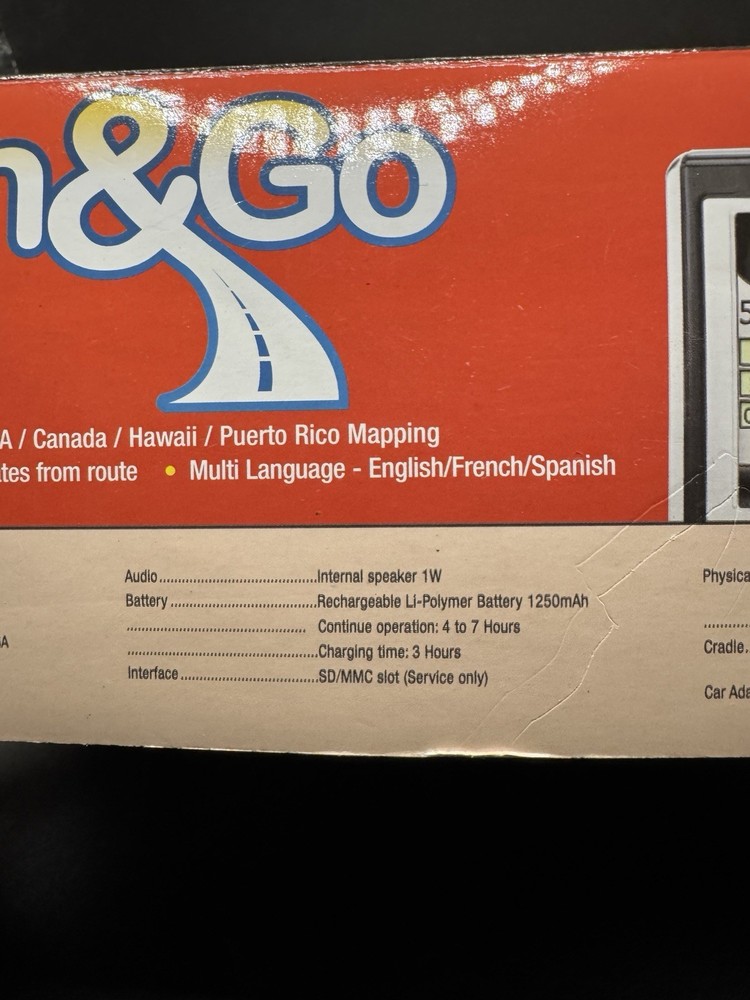 &Go
A / Canada / Hawaii / Puerto Rico Mapping
ates from route • Multi Language - English/French/Spanish
Audio....................................Internal speaker 1W
Battery..................................Rechargeable Li-Polymer Battery 1250mAh
............................................Continue operation: 4 to 7 Hours
............................................Charging time: 3 Hours
Interface................................SD/MMC slot (Service only)
Physica
Cradle.
Car Ada